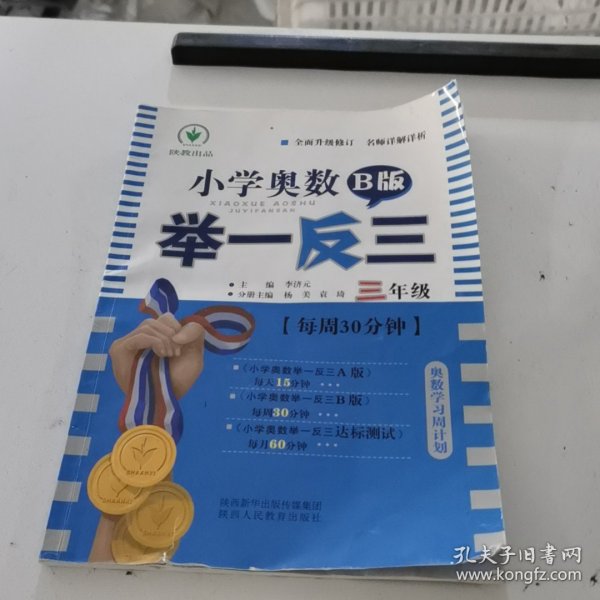 陕教出品
全面升级修订 名师详解详析
小学奥数B版
XIAOXUE AOSHU
JUYIFANSAN
举一反三
主 编 李济元
分册主编 杨美 袁琦
三年级
【每周30分钟】
《小学奥数举一反三A版》
每天15分钟
《小学奥数举一反三B版》
每周30分钟
《小学奥数举一反三达标测试》
每月60分钟
奥数学习周计划
SHAANJI
陕西新华出版传媒集团
陕西人民教育出版社
孔夫子旧书网
www.kongfz.com